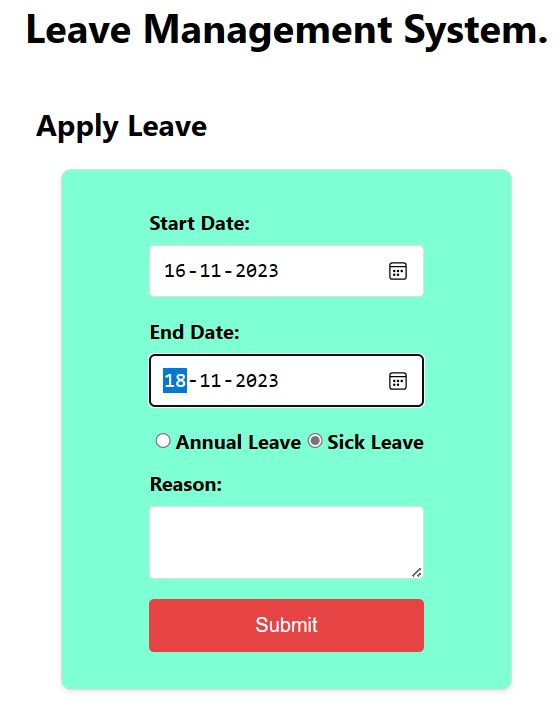 Leave Management System.
Apply Leave
Start Date:
16-11-2023
End Date:
18-11-2023
Annual Leave Sick Leave
Reason:
Submit